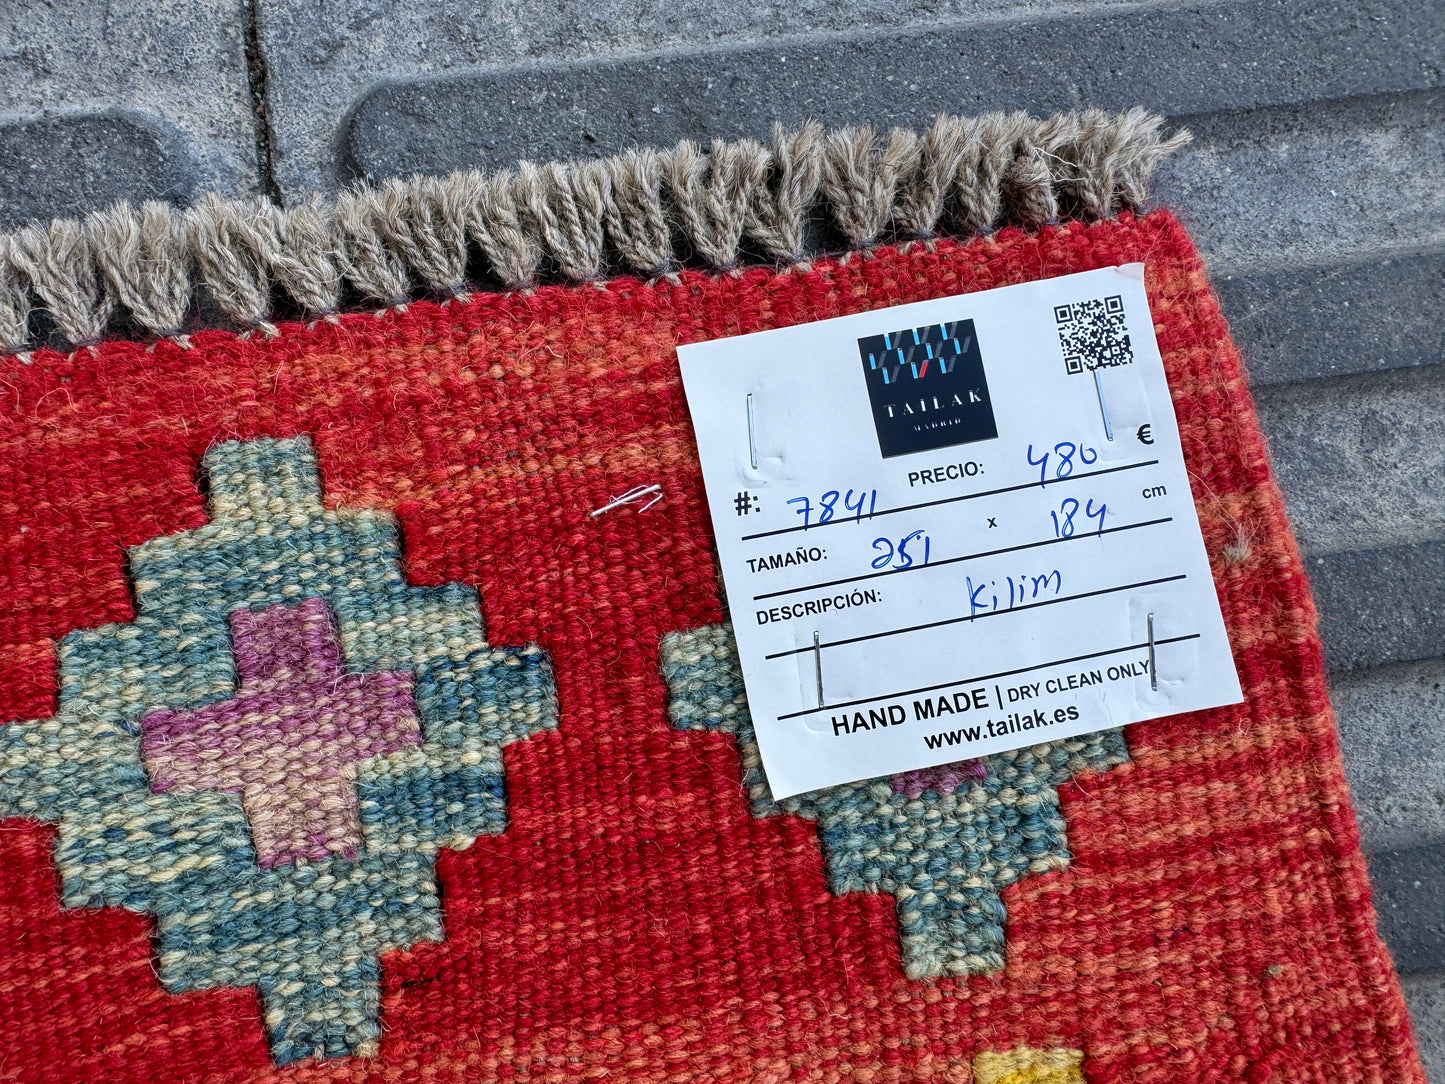 TAILAK
MADRID
PRECIO: 480 €
#: 7841
TAMAÑO: 251 x 184 cm
DESCRIPCIÓN: Kilim
HAND MADE | DRY CLEAN ONLY
www.tailak.es